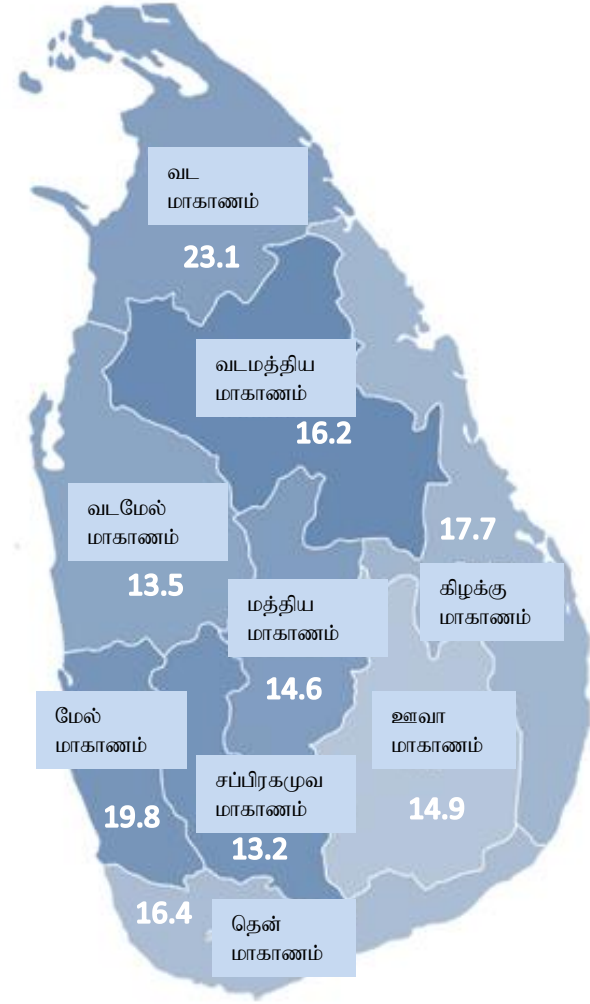 வட
மாகாணம்
23.1
வடமத்திய
மாகாணம்
16.2
வடமேல்
மாகாணம்
13.5
17.7
கிழக்கு
மாகாணம்
மத்திய
மாகாணம்
14.6
மேல்
மாகாணம்
19.8
ஊவா
மாகாணம்
14.9
சப்பிரகமுவ
மாகாணம்
13.2
16.4
தென்
மாகாணம்